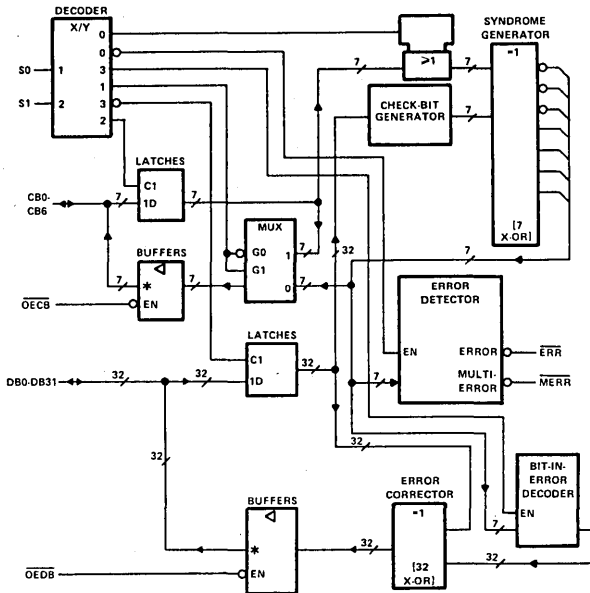 DECODER
X/Y
0
0
3
1
3
2
S0
1
S1
2
SYNDROME
GENERATOR
=1
≥1
7
7
CHECK-BIT
GENERATOR
7
[7
X-OR]
LATCHES
C1
1D
CB0-
CB6
7
7
MUX
G0
G1
1
0
7
7
32
7
BUFFERS
*
EN
7
7
OECB
ERROR
DETECTOR
EN
ERROR
MULTI-
ERROR
7
ERR
MERR
LATCHES
C1
1D
DB0-DB31
32
32
32
32
32
BIT-IN-
ERROR
DECODER
EN
7
ERROR
CORRECTOR
=1
[32
X-OR]
32
32
BUFFERS
*
EN
OEDB